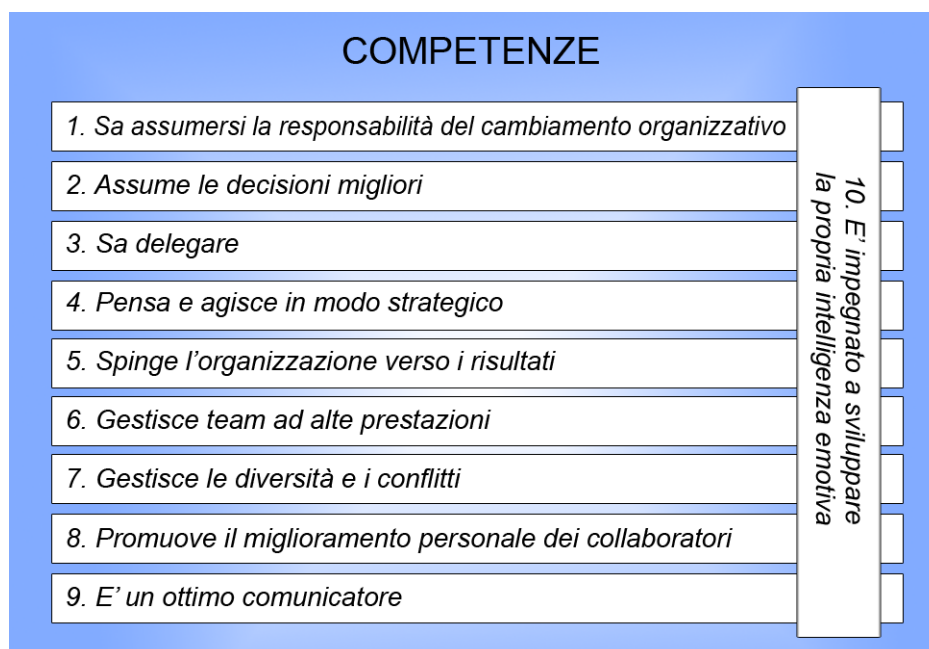 COMPETENZE
1. Sa assumersi la responsabilità del cambiamento organizzativo
2. Assume le decisioni migliori
3. Sa delegare
4. Pensa e agisce in modo strategico
5. Spinge l’organizzazione verso i risultati
6. Gestisce team ad alte prestazioni
7. Gestisce le diversità e i conflitti
8. Promuove il miglioramento personale dei collaboratori
9. E’ un ottimo comunicatore
10. E’ impegnato a sviluppare
la propria intelligenza emotiva